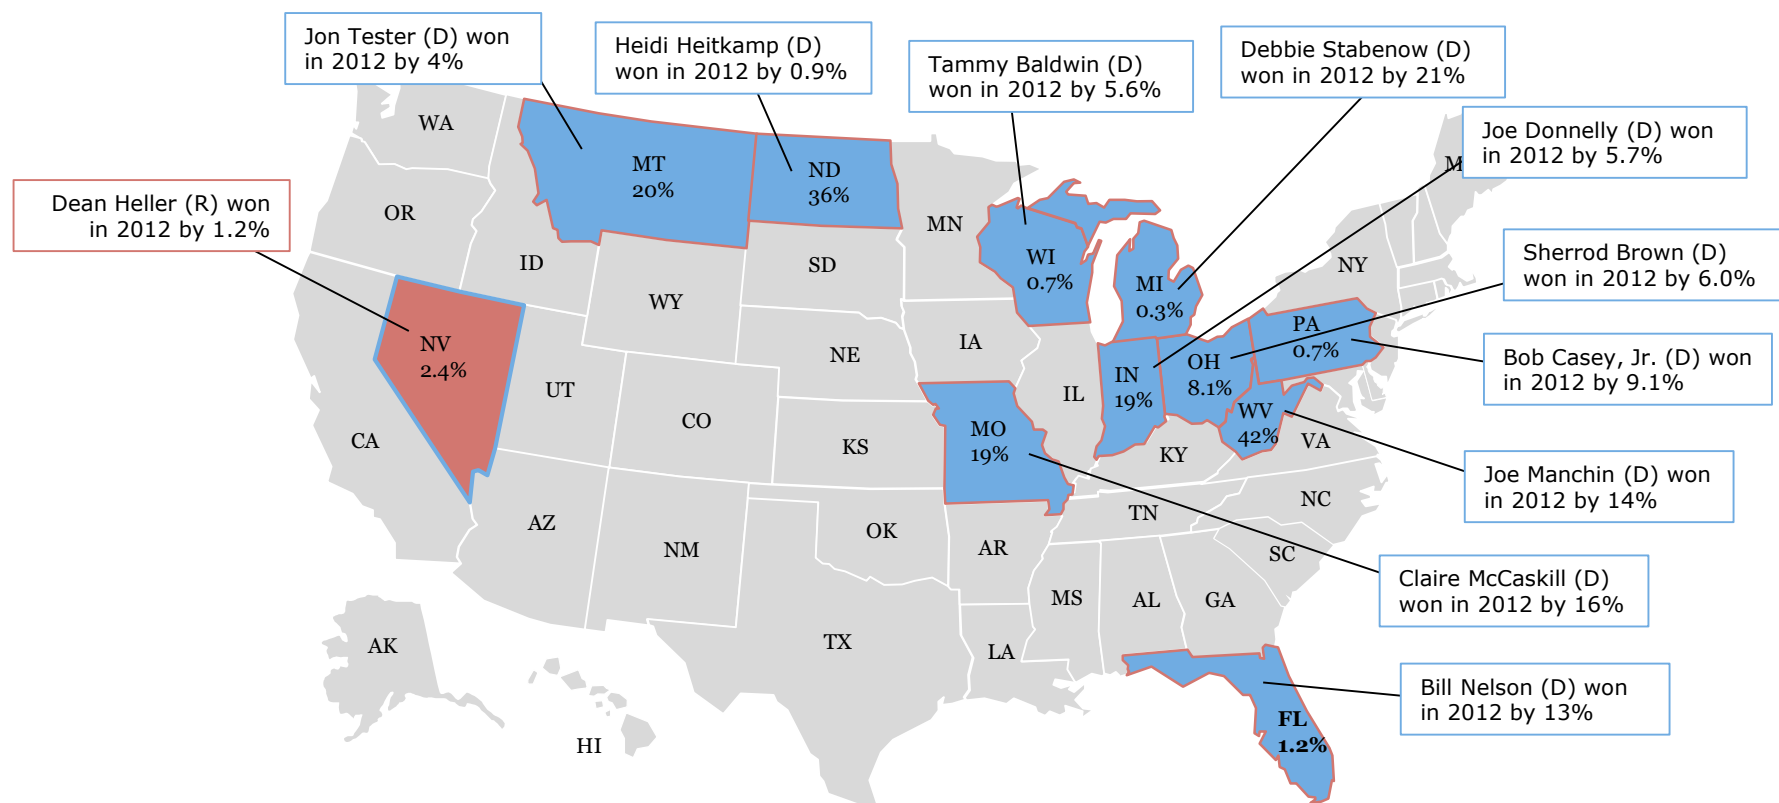 Jon Tester (D) won
in 2012 by 4%
Heidi Heitkamp (D)
won in 2012 by 0.9%
Tammy Baldwin (D)
won in 2012 by 5.6%
Debbie Stabenow (D)
won in 2012 by 21%
Joe Donnelly (D) won
in 2012 by 5.7%
Dean Heller (R) won
in 2012 by 1.2%
Sherrod Brown (D)
won in 2012 by 6.0%
Bob Casey, Jr. (D) won
in 2012 by 9.1%
Joe Manchin (D) won
in 2012 by 14%
Claire McCaskill (D)
won in 2012 by 16%
Bill Nelson (D) won
in 2012 by 13%
WA
MT
20%
ND
36%
M
OR
MN
ID
SD
WI
0.7%
NY
WY
MI
0.3%
NV
2.4%
NE
IA
PA
0.7%
UT
IL
IN
19%
OH
8.1%
CA
CO
KS
MO
19%
KY
WV
42%
VA
AZ
NM
OK
AR
TN
NC
SC
MS
AL
GA
AK
TX
LA
HI
FL
1.2%